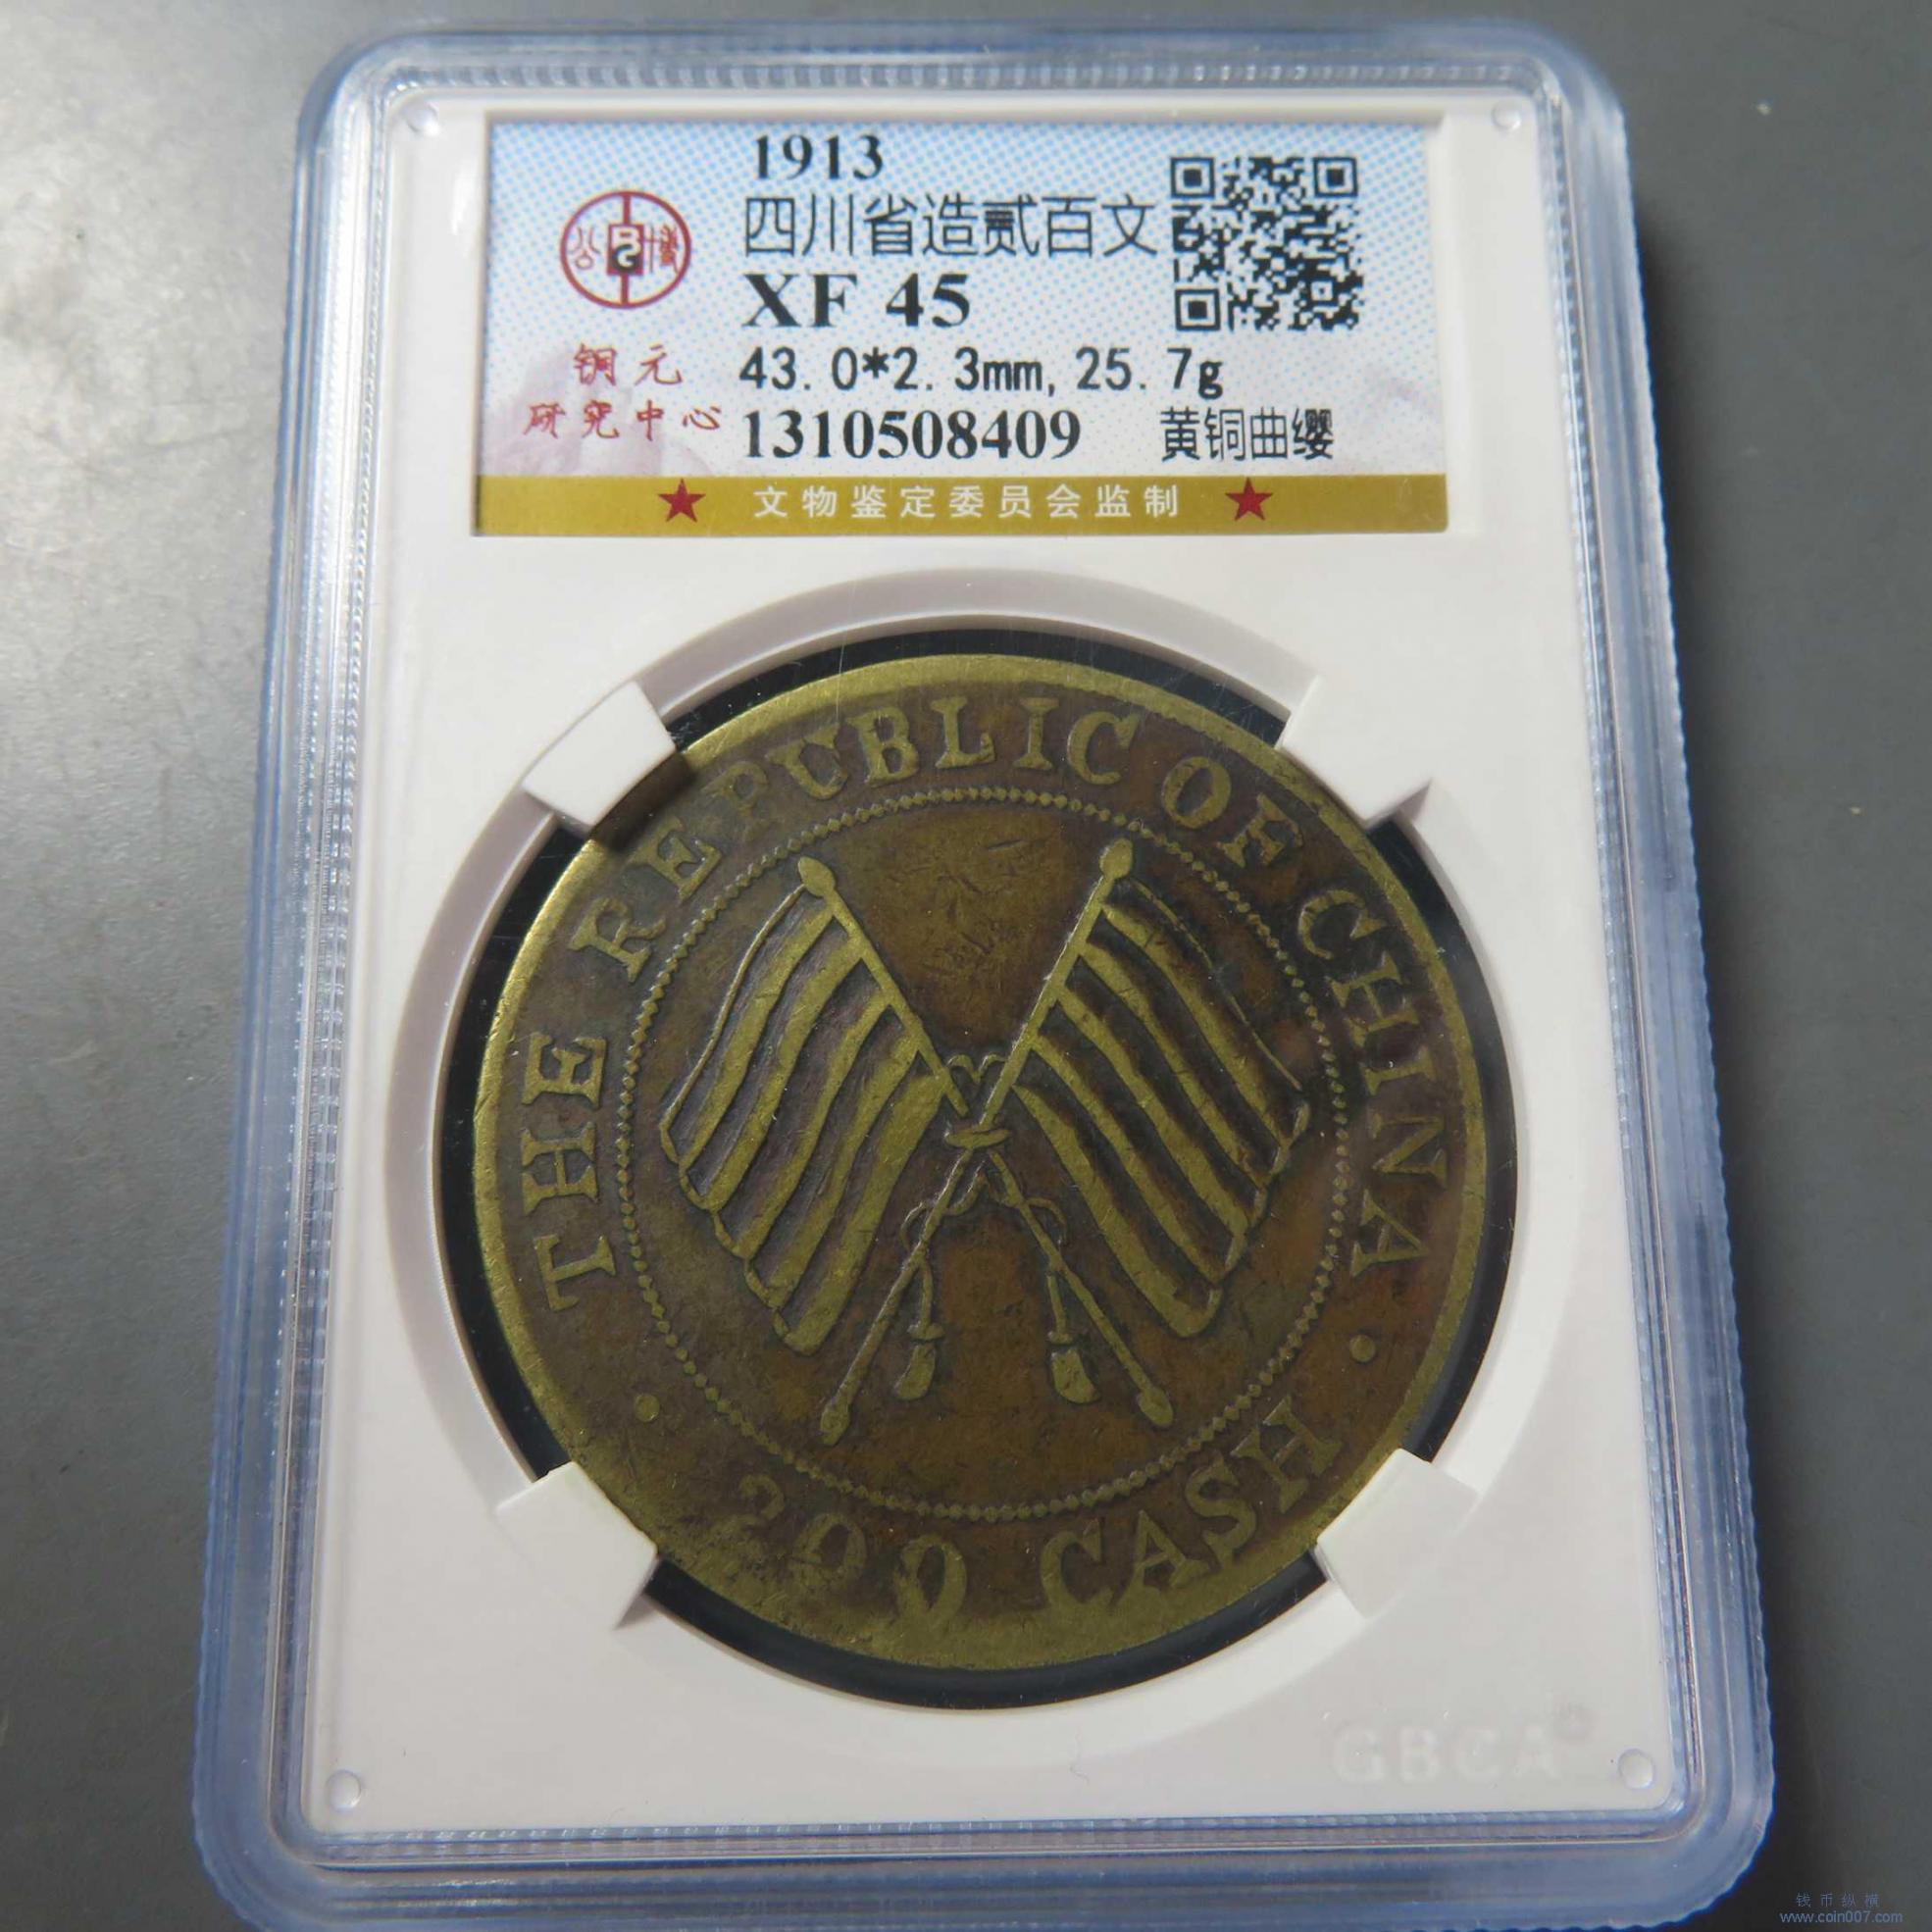 1913
四川省造贰百文
XF 45
公博
铜元
研究中心
43.0*2.3mm, 25.7g
1310508409 黄铜曲缨
★ 文物鉴定委员会监制 ★
THE REPUBLIC OF CHINA
200 CASH
GBCA
钱币纵横
www.coin007.com